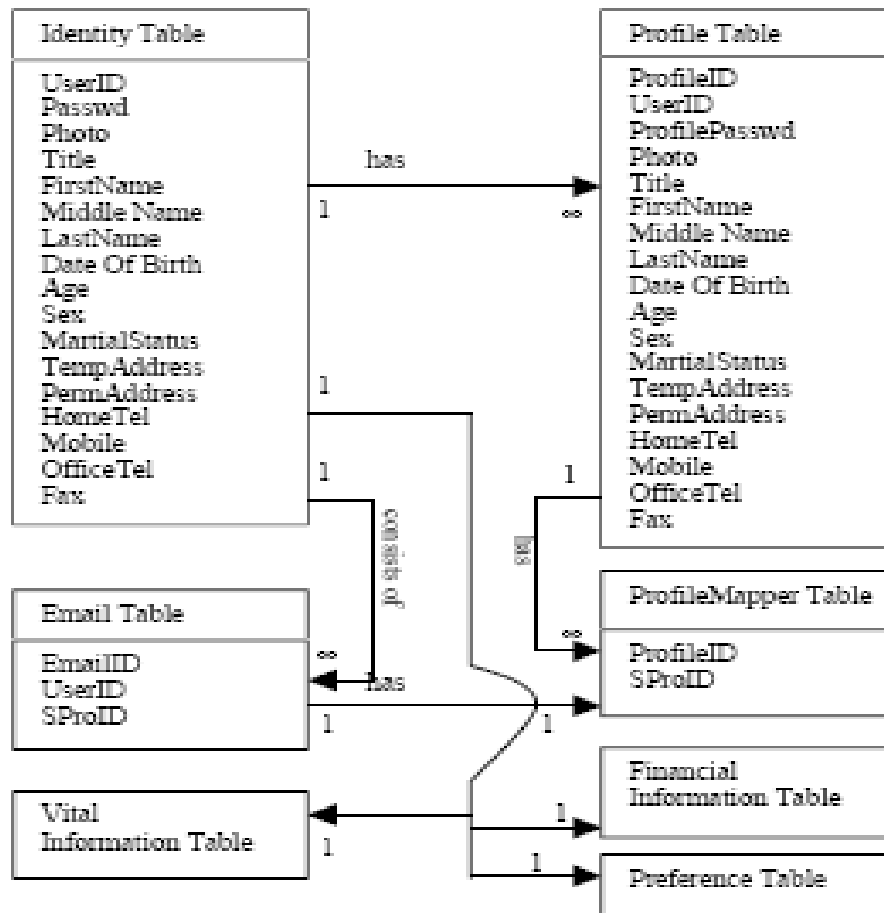 Identity Table
UserID
Passwd
Photo
Title
FirstName
Middle Name
LastName
Date Of Birth
Age
Sex
MartialStatus
TempAddress
PermAddress
HomeTel
Mobile
OfficeTel
Fax
has
1
∞
1
1
consists of
∞
Profile Table
ProfileID
UserID
ProfilePasswd
Photo
Title
FirstName
Middle Name
LastName
Date Of Birth
Age
Sex
MartialStatus
TempAddress
PermAddress
HomeTel
Mobile
OfficeTel
Fax
1
has
∞
Email Table
EmailID
UserID
SProID
has
1
1
ProfileMapper Table
ProfileID
SProID
Vital
Information Table
1
Financial
Information Table
1
Preference Table
1